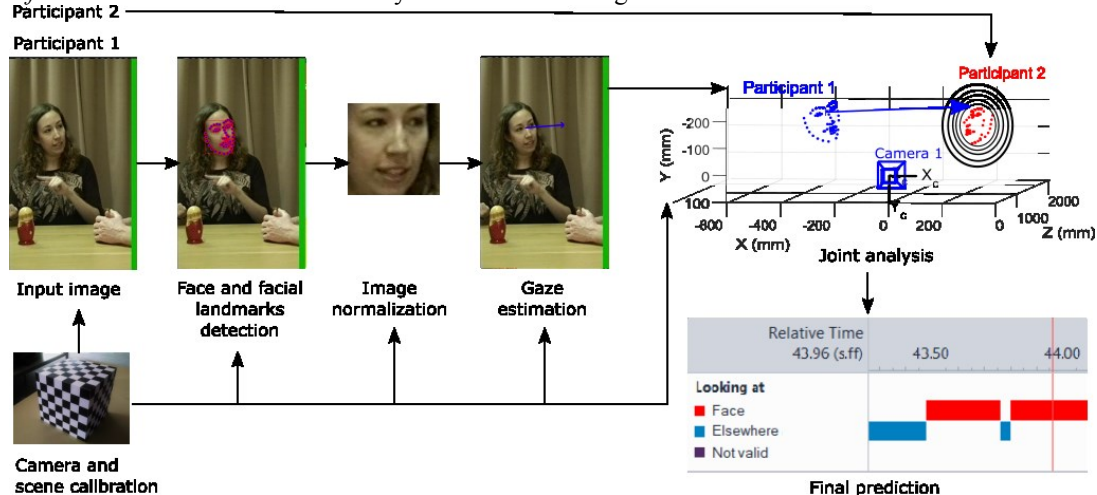 Participant 2
Participant 1
Participant 1
Participant 2
Camera 1
X
c
c
Y (mm)
-200
-100
0
100
-600
-400
-200
0
200
0
1000
2000
X (mm)
Z (mm)
Joint analysis
Input image
Face and facial
landmarks
detection
Image
normalization
Gaze
estimation
Camera and
scene calibration
Relative Time
43.96 (s.ff)
43.50
44.00
Looking at
Face
Elsewhere
Not valid
Final prediction